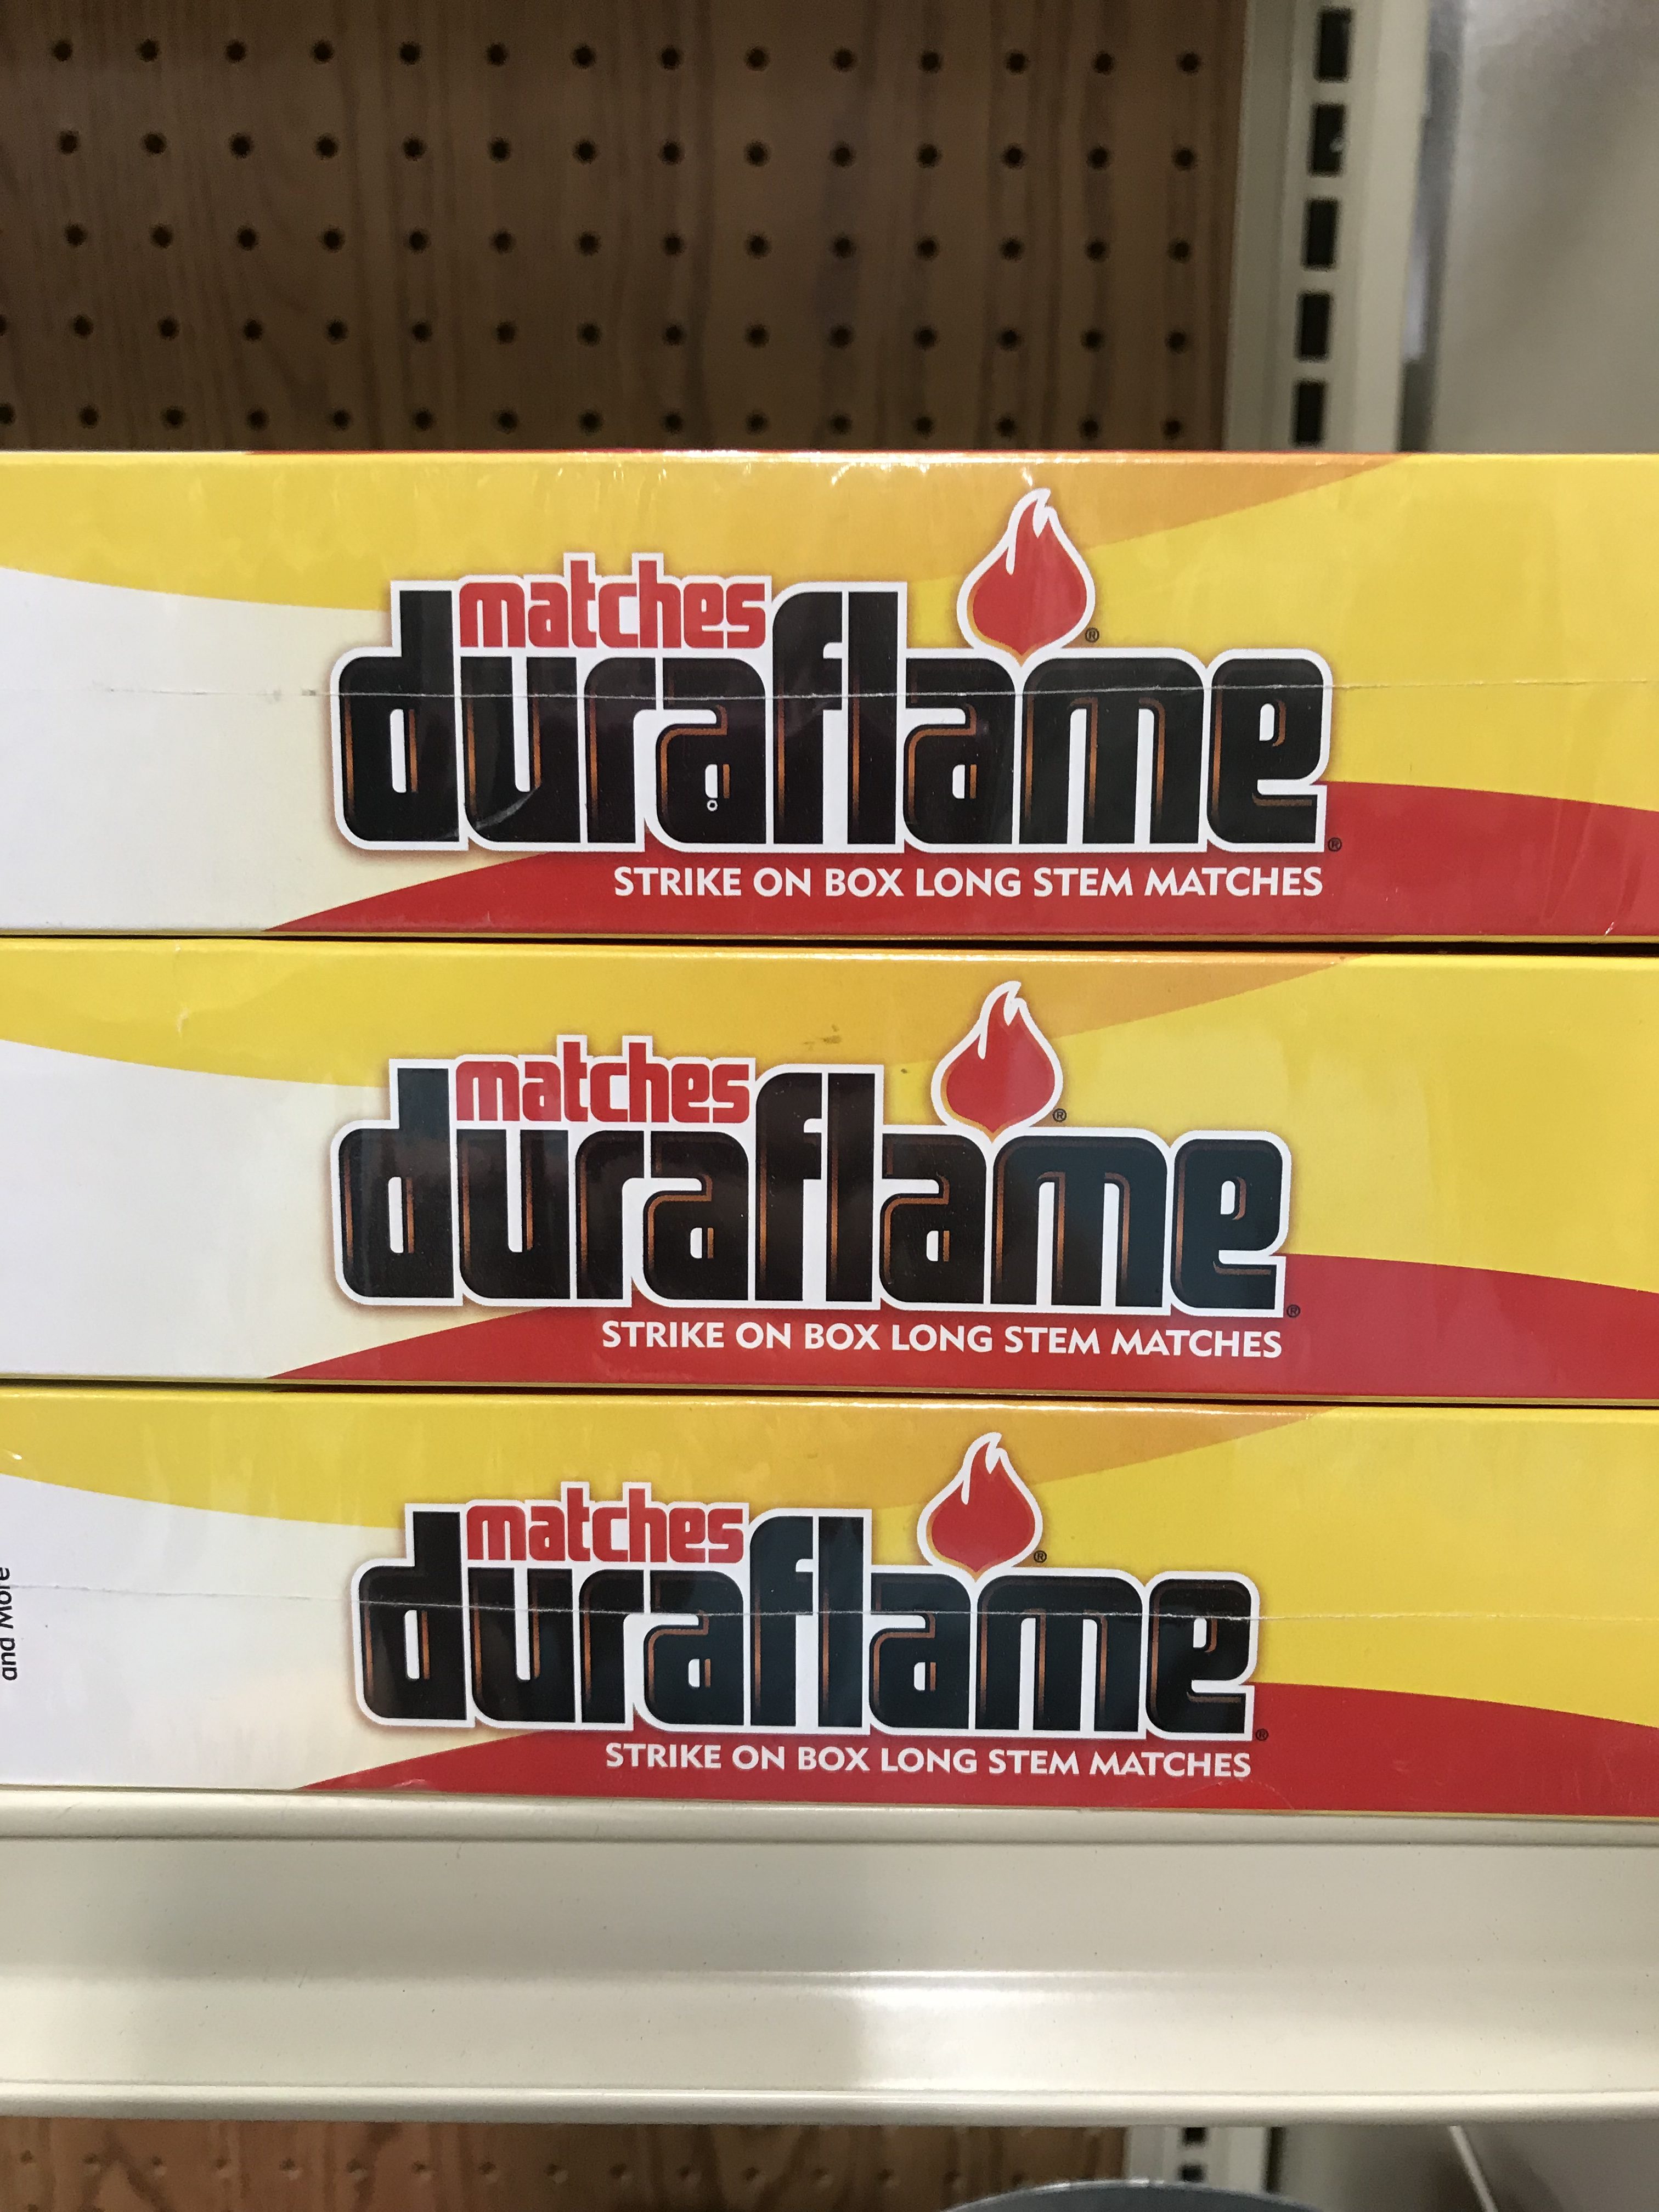 matches
duraflame®
®
STRIKE ON BOX LONG STEM MATCHES
matches
duraflame®
®
STRIKE ON BOX LONG STEM MATCHES
matches
duraflame®
®
STRIKE ON BOX LONG STEM MATCHES
and More